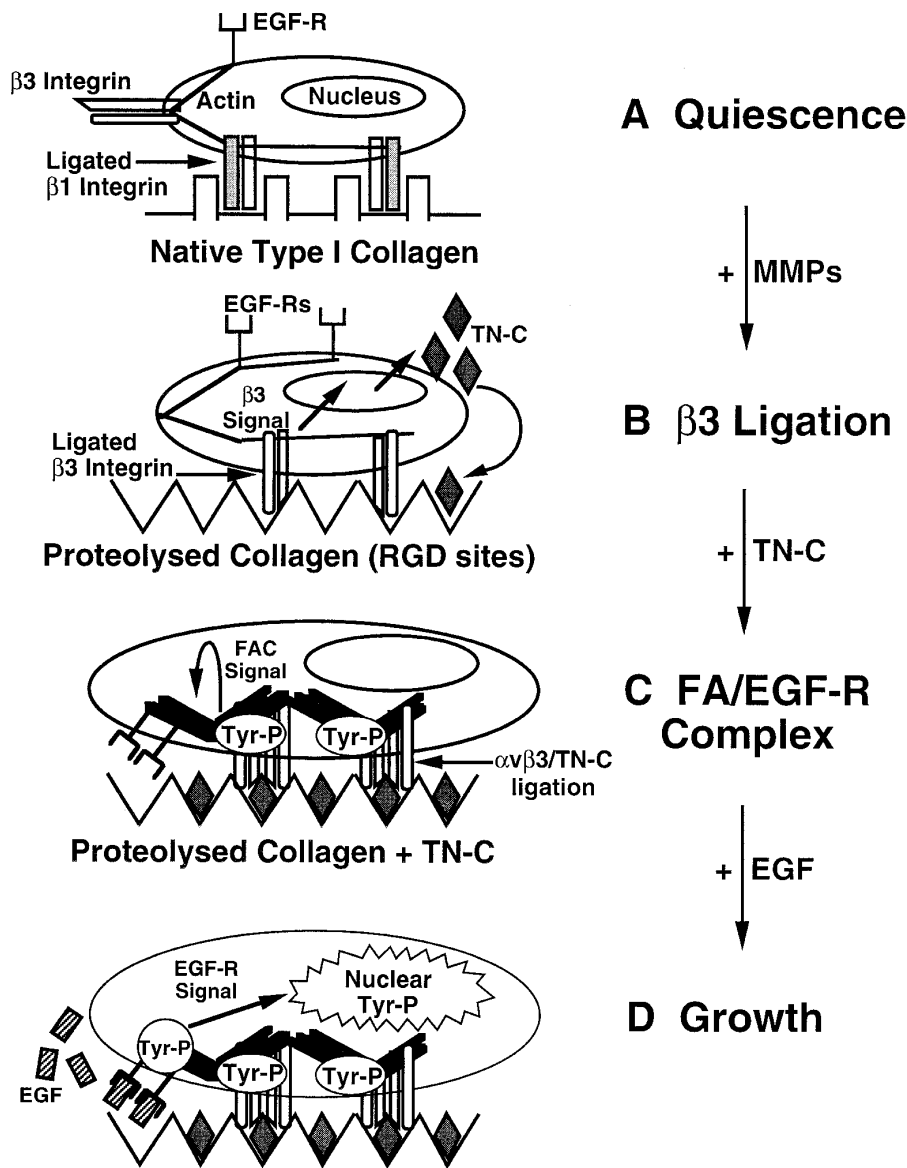 EGF-R
β3 Integrin
Actin
Nucleus
Ligated
β1 Integrin
Native Type I Collagen
A Quiescence
+ MMPs
EGF-Rs
TN-C
β3
Signal
Ligated
β3 Integrin
Proteolysed Collagen (RGD sites)
B β3 Ligation
+ TN-C
FAC
Signal
Tyr-P
Tyr-P
αvβ3/TN-C
ligation
Proteolysed Collagen + TN-C
C FA/EGF-R
Complex
+ EGF
EGF-R
Signal
Nuclear
Tyr-P
Tyr-P
Tyr-P
Tyr-P
EGF
D Growth